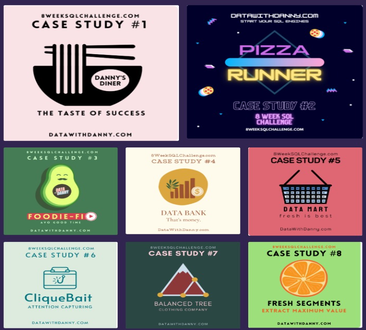 8WEEKSQLCHALLENGE.COM
CASE STUDY #1
DANNY'S
DINER
THE TASTE OF SUCCESS
DATAWITHDANNY.COM
DATAWITHDANNY.COM
START YOUR SQL ENGINES
PIZZA
RUNNER
CASE STUDY #2
8 WEEK SQL
CHALLENGE
8WEEKSQLCHALLENGE.COM
8WEEKSQLCHALLENGE.COM
CASE STUDY #3
FOODIE-FI
DATAWITHDANNY.COM
8WeekSQLChallenge.com
CASE STUDY #4
DATA BANK
That's money.
DataWithDanny.com
8WeekSQLChallenge.com
CASE STUDY #5
DATA MART
fresh is best
DataWithDanny.com
8WEEKSQLCHALLENGE.COM
CASE STUDY #6
CliqueBait
ATTENTION CAPTURING
DATAWITHDANNY.COM
8WEEKSQLCHALLENGE.COM
CASE STUDY #7
BALANCED TREE
CLOTHING COMPANY
DATAWITHDANNY.COM
8WEEKSQLCHALLENGE.COM
CASE STUDY #8
FRESH SEGMENTS
EXTRACT MAXIMUM VALUE
DATAWITHDANNY.COM